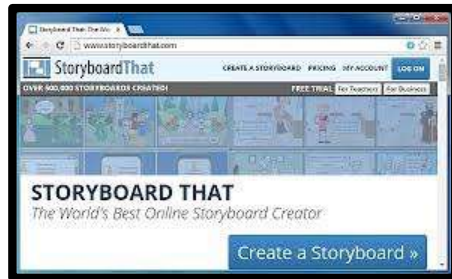 Storyboard That: The Wo
www.storyboardthat.com
StoryboardThat
CREATE A STORYBOARD PRICING MY ACCOUNT LOG ON
OVER 500,000 STORYBOARDS CREATED! FREE TRIAL For Teachers For Business
STORYBOARD THAT
The World's Best Online Storyboard Creator
Create a Storyboard »